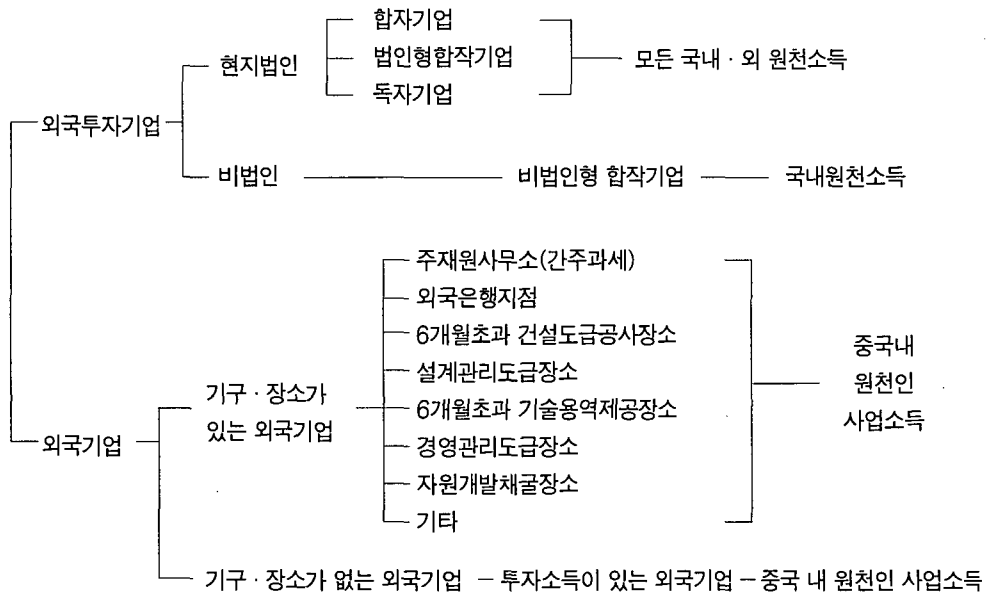 합자기업
현지법인
법인형합작기업
모든 국내 · 외 원천소득
독자기업
외국투자기업
비법인
비법인형 합작기업
국내원천소득
주재원사무소(간주과세)
외국은행지점
6개월초과 건설도급공사장소
설계관리도급장소
6개월초과 기술용역제공장소
경영관리도급장소
자원개발채굴장소
기타
기구 · 장소가
있는 외국기업
중국내
원천인
사업소득
외국기업
기구 · 장소가 없는 외국기업 – 투자소득이 있는 외국기업 – 중국 내 원천인 사업소득